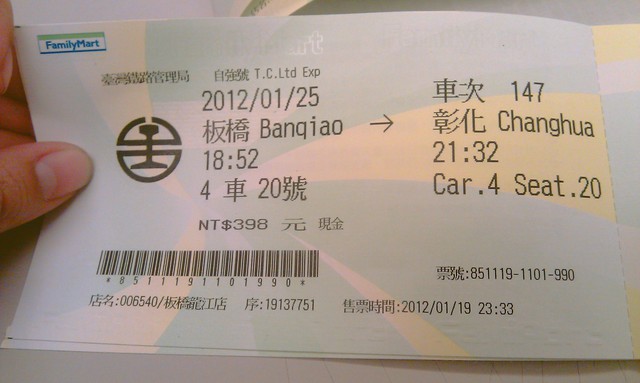 FamilyMart
臺灣鐵路管理局 自強號 T.C.Ltd Exp
2012/01/25 車次 147
板橋 Banqiao → 彰化 Changhua
18:52 21:32
4 車 20號 Car.4 Seat.20
NT$398 元 現金
*8511191101990*
票號:851119-1101-990
店名:006540/板橋龍江店 序:19137751 售票時間:2012/01/19 23:33